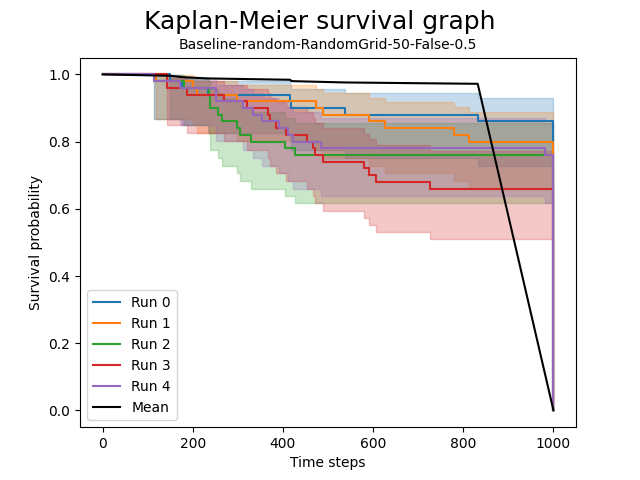 Kaplan-Meier survival graph
Baseline-random-RandomGrid-50-False-0.5
Survival probability
1.0
0.8
0.6
0.4
0.2
0.0
Run 0
Run 1
Run 2
Run 3
Run 4
Mean
0 200 400 600 800 1000
Time steps